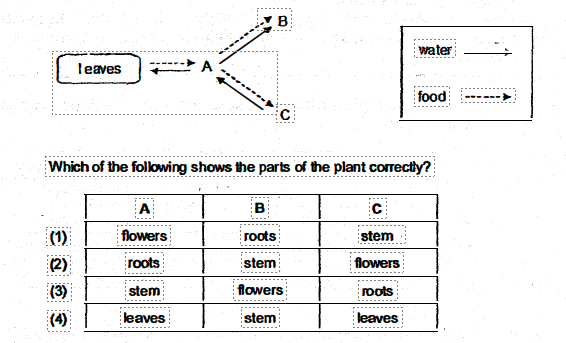 B
water
leaves
A
food
C
Which of the following shows the parts of the plant correctly?
A B C
(1) flowers roots stem
(2) roots stem flowers
(3) stem flowers roots
(4) leaves stem leaves